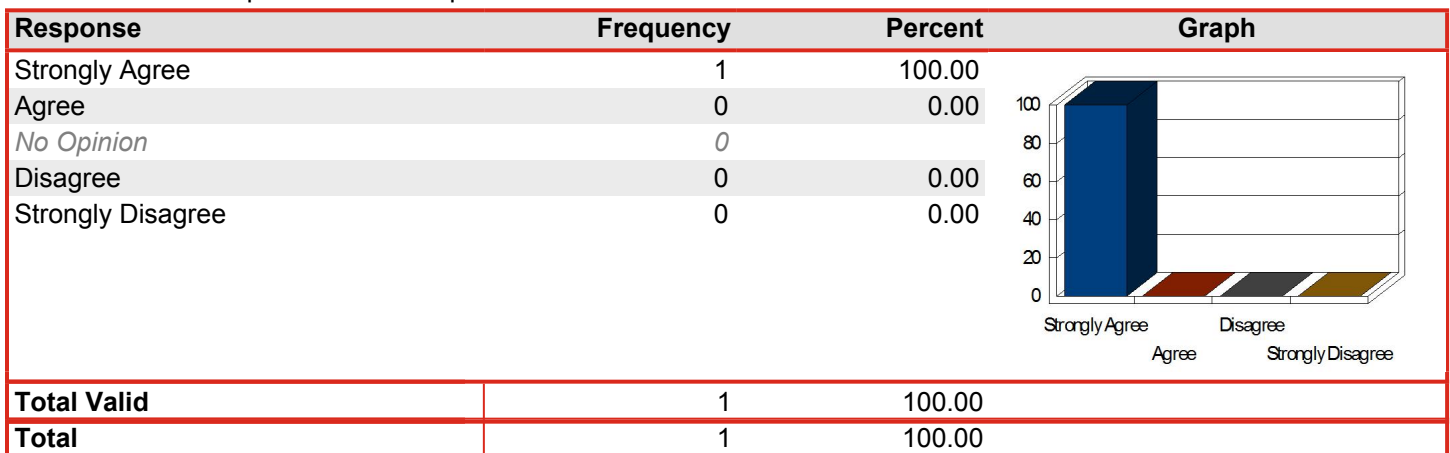 Response Frequency Percent Graph
Strongly Agree 1 100.00
Agree 0 0.00
No Opinion 0
Disagree 0 0.00
Strongly Disagree 0 0.00
100
80
60
40
20
0
Strongly Agree Disagree
Agree Strongly Disagree
Total Valid 1 100.00
Total 1 100.00